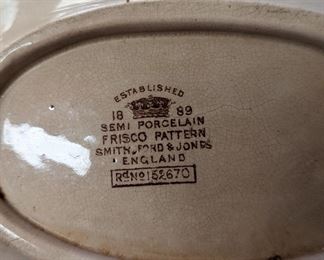 ESTABLISHED
18 89
SEMI PORCELAIN
FRISCO PATTERN
SMITH, FORD & JONES
ENGLAND
Rd No 152670